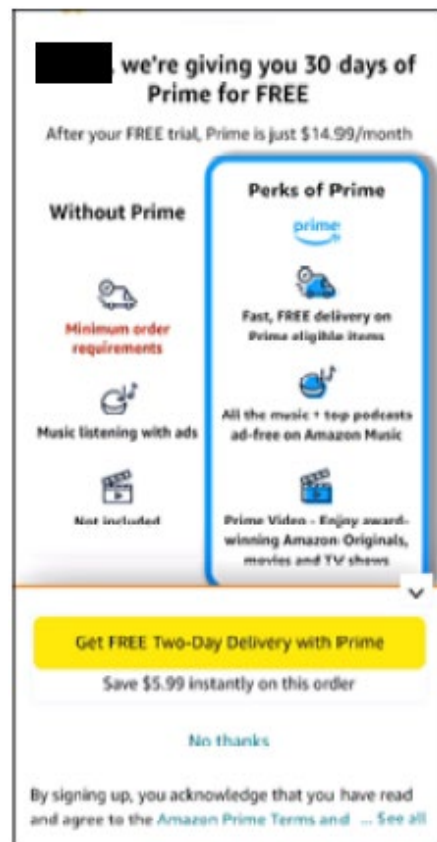 , we're giving you 30 days of
Prime for FREE
After your FREE trial, Prime is just $14.99/month
Without Prime
Minimum order
requirements
Music listening with ads
Not included
Perks of Prime
prime
Fast, FREE delivery on
Prime eligible items
All the music + top podcasts
ad-free on Amazon Music
Prime Video - Enjoy award-
winning Amazon Originals,
movies and TV shows
Get FREE Two-Day Delivery with Prime
Save $5.99 instantly on this order
No thanks
By signing up, you acknowledge that you have read
and agree to the Amazon Prime Terms and ... See all